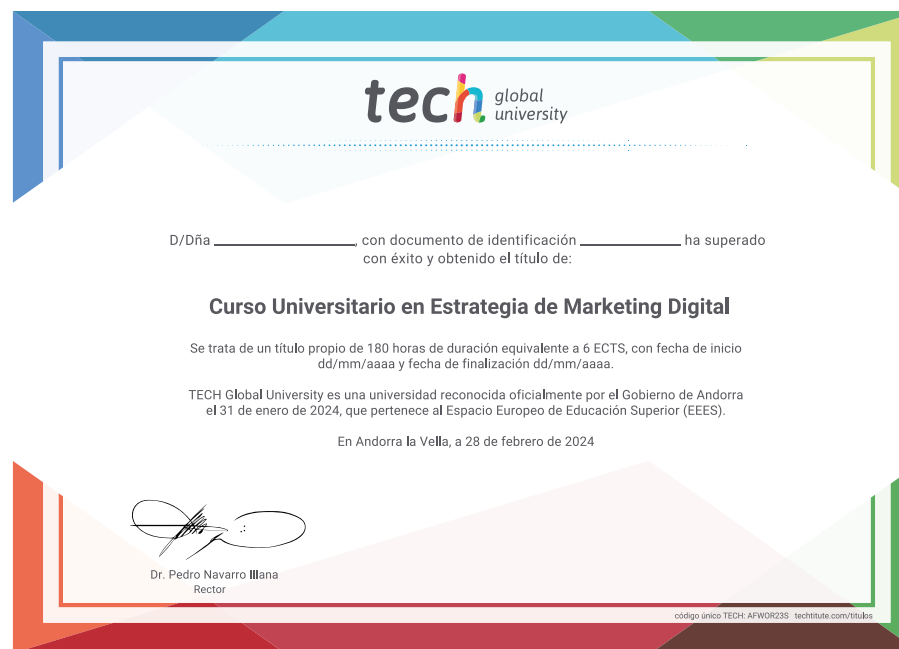 tech global university
D/Dña ____________________, con documento de identificación ______________ ha superado
con éxito y obtenido el título de:
Curso Universitario en Estrategia de Marketing Digital
Se trata de un título propio de 180 horas de duración equivalente a 6 ECTS, con fecha de inicio
dd/mm/aaaa y fecha de finalización dd/mm/aaaa.
TECH Global University es una universidad reconocida oficialmente por el Gobierno de Andorra
el 31 de enero de 2024, que pertenece al Espacio Europeo de Educación Superior (EEES).
En Andorra la Vella, a 28 de febrero de 2024
Dr. Pedro Navarro Illana
Rector
código único TECH: AFWOR23S techtitute.com/titulos